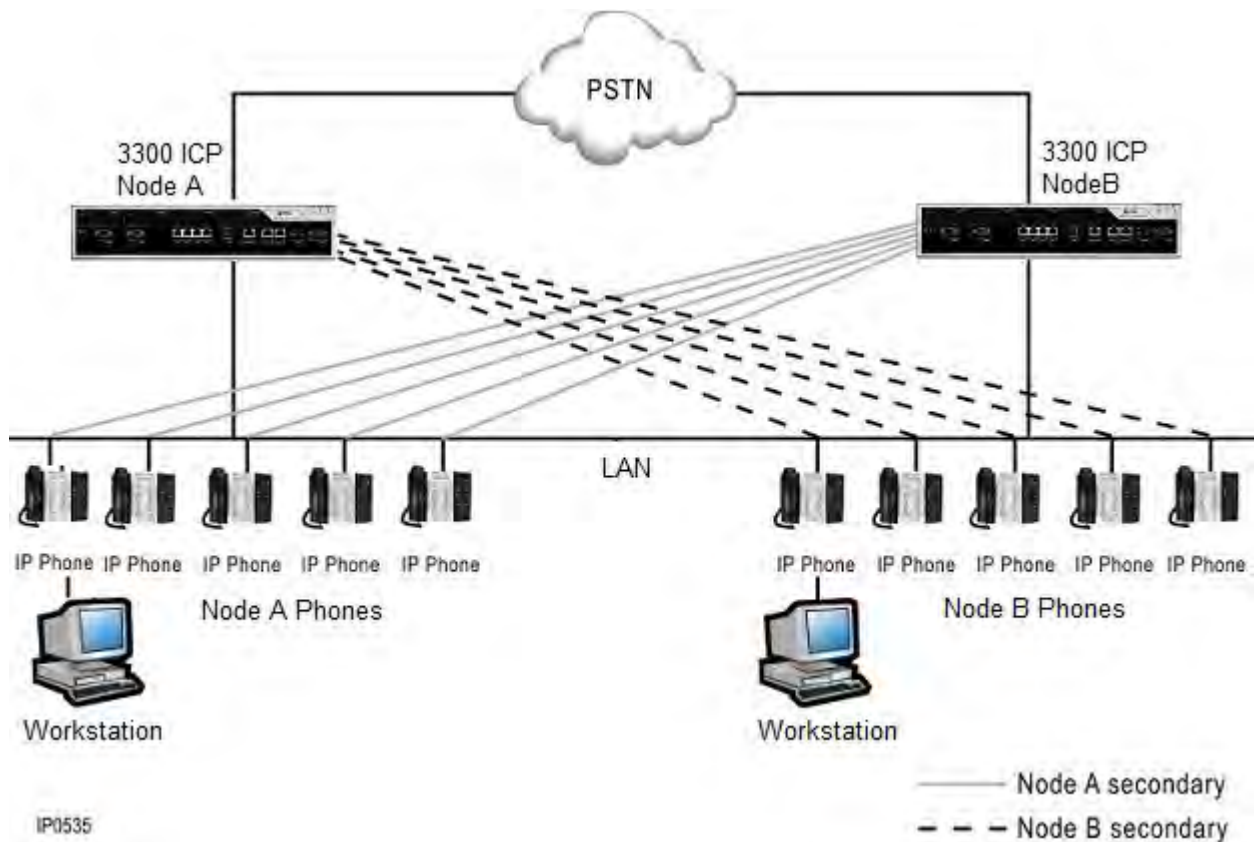 PSTN
3300 ICP
Node A
3300 ICP
NodeB
LAN
IP Phone IP Phone IP Phone IP Phone IP Phone
IP Phone IP Phone IP Phone IP Phone IP Phone
Node A Phones
Node B Phones
Workstation
Workstation
Node A secondary
Node B secondary
IP0535